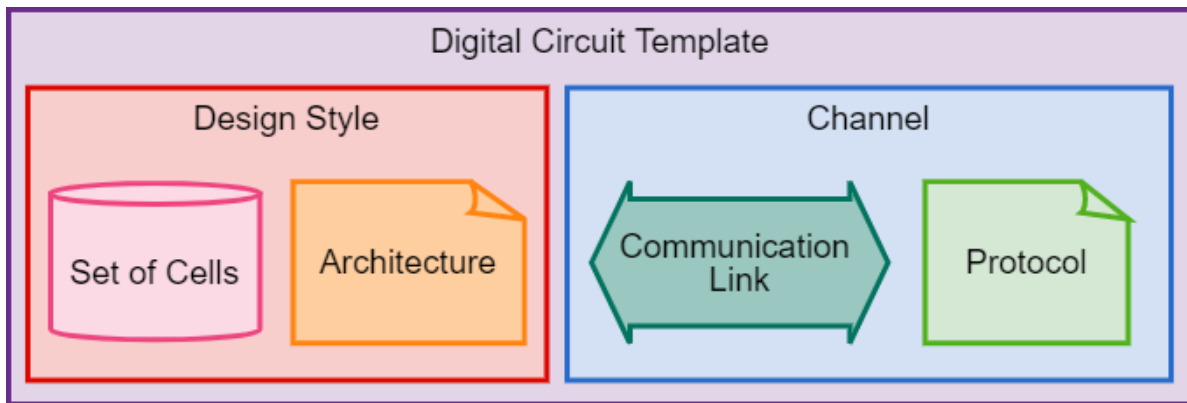 Digital Circuit Template
Design Style
Channel
Set of Cells
Architecture
Communication
Link
Protocol